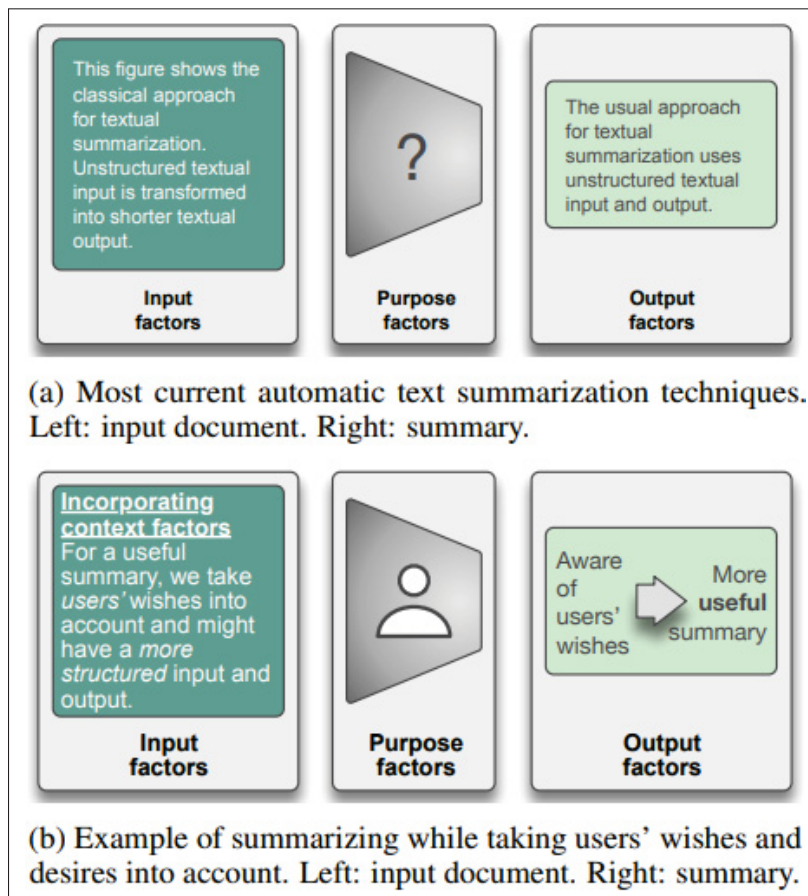 This figure shows the
classical approach
for textual
summarization.
Unstructured textual
input is transformed
into shorter textual
output.
Input
factors
?
Purpose
factors
The usual approach
for textual
summarization uses
unstructured textual
input and output.
Output
factors
(a) Most current automatic text summarization techniques.
Left: input document. Right: summary.
Incorporating
context factors
For a useful
summary, we take
users' wishes into
account and might
have a more
structured input and
output.
Input
factors
Purpose
factors
Aware
of
users'
wishes
More
useful
summary
Output
factors
(b) Example of summarizing while taking users' wishes and
desires into account. Left: input document. Right: summary.